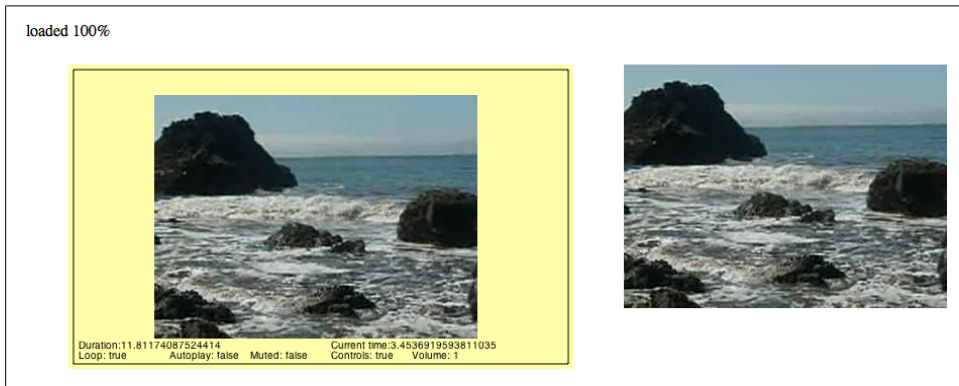 loaded 100%
Duration:11.81174087524414 Current time:3.4536919593811035
Loop: true Autoplay: false Muted: false Controls: true Volume: 1